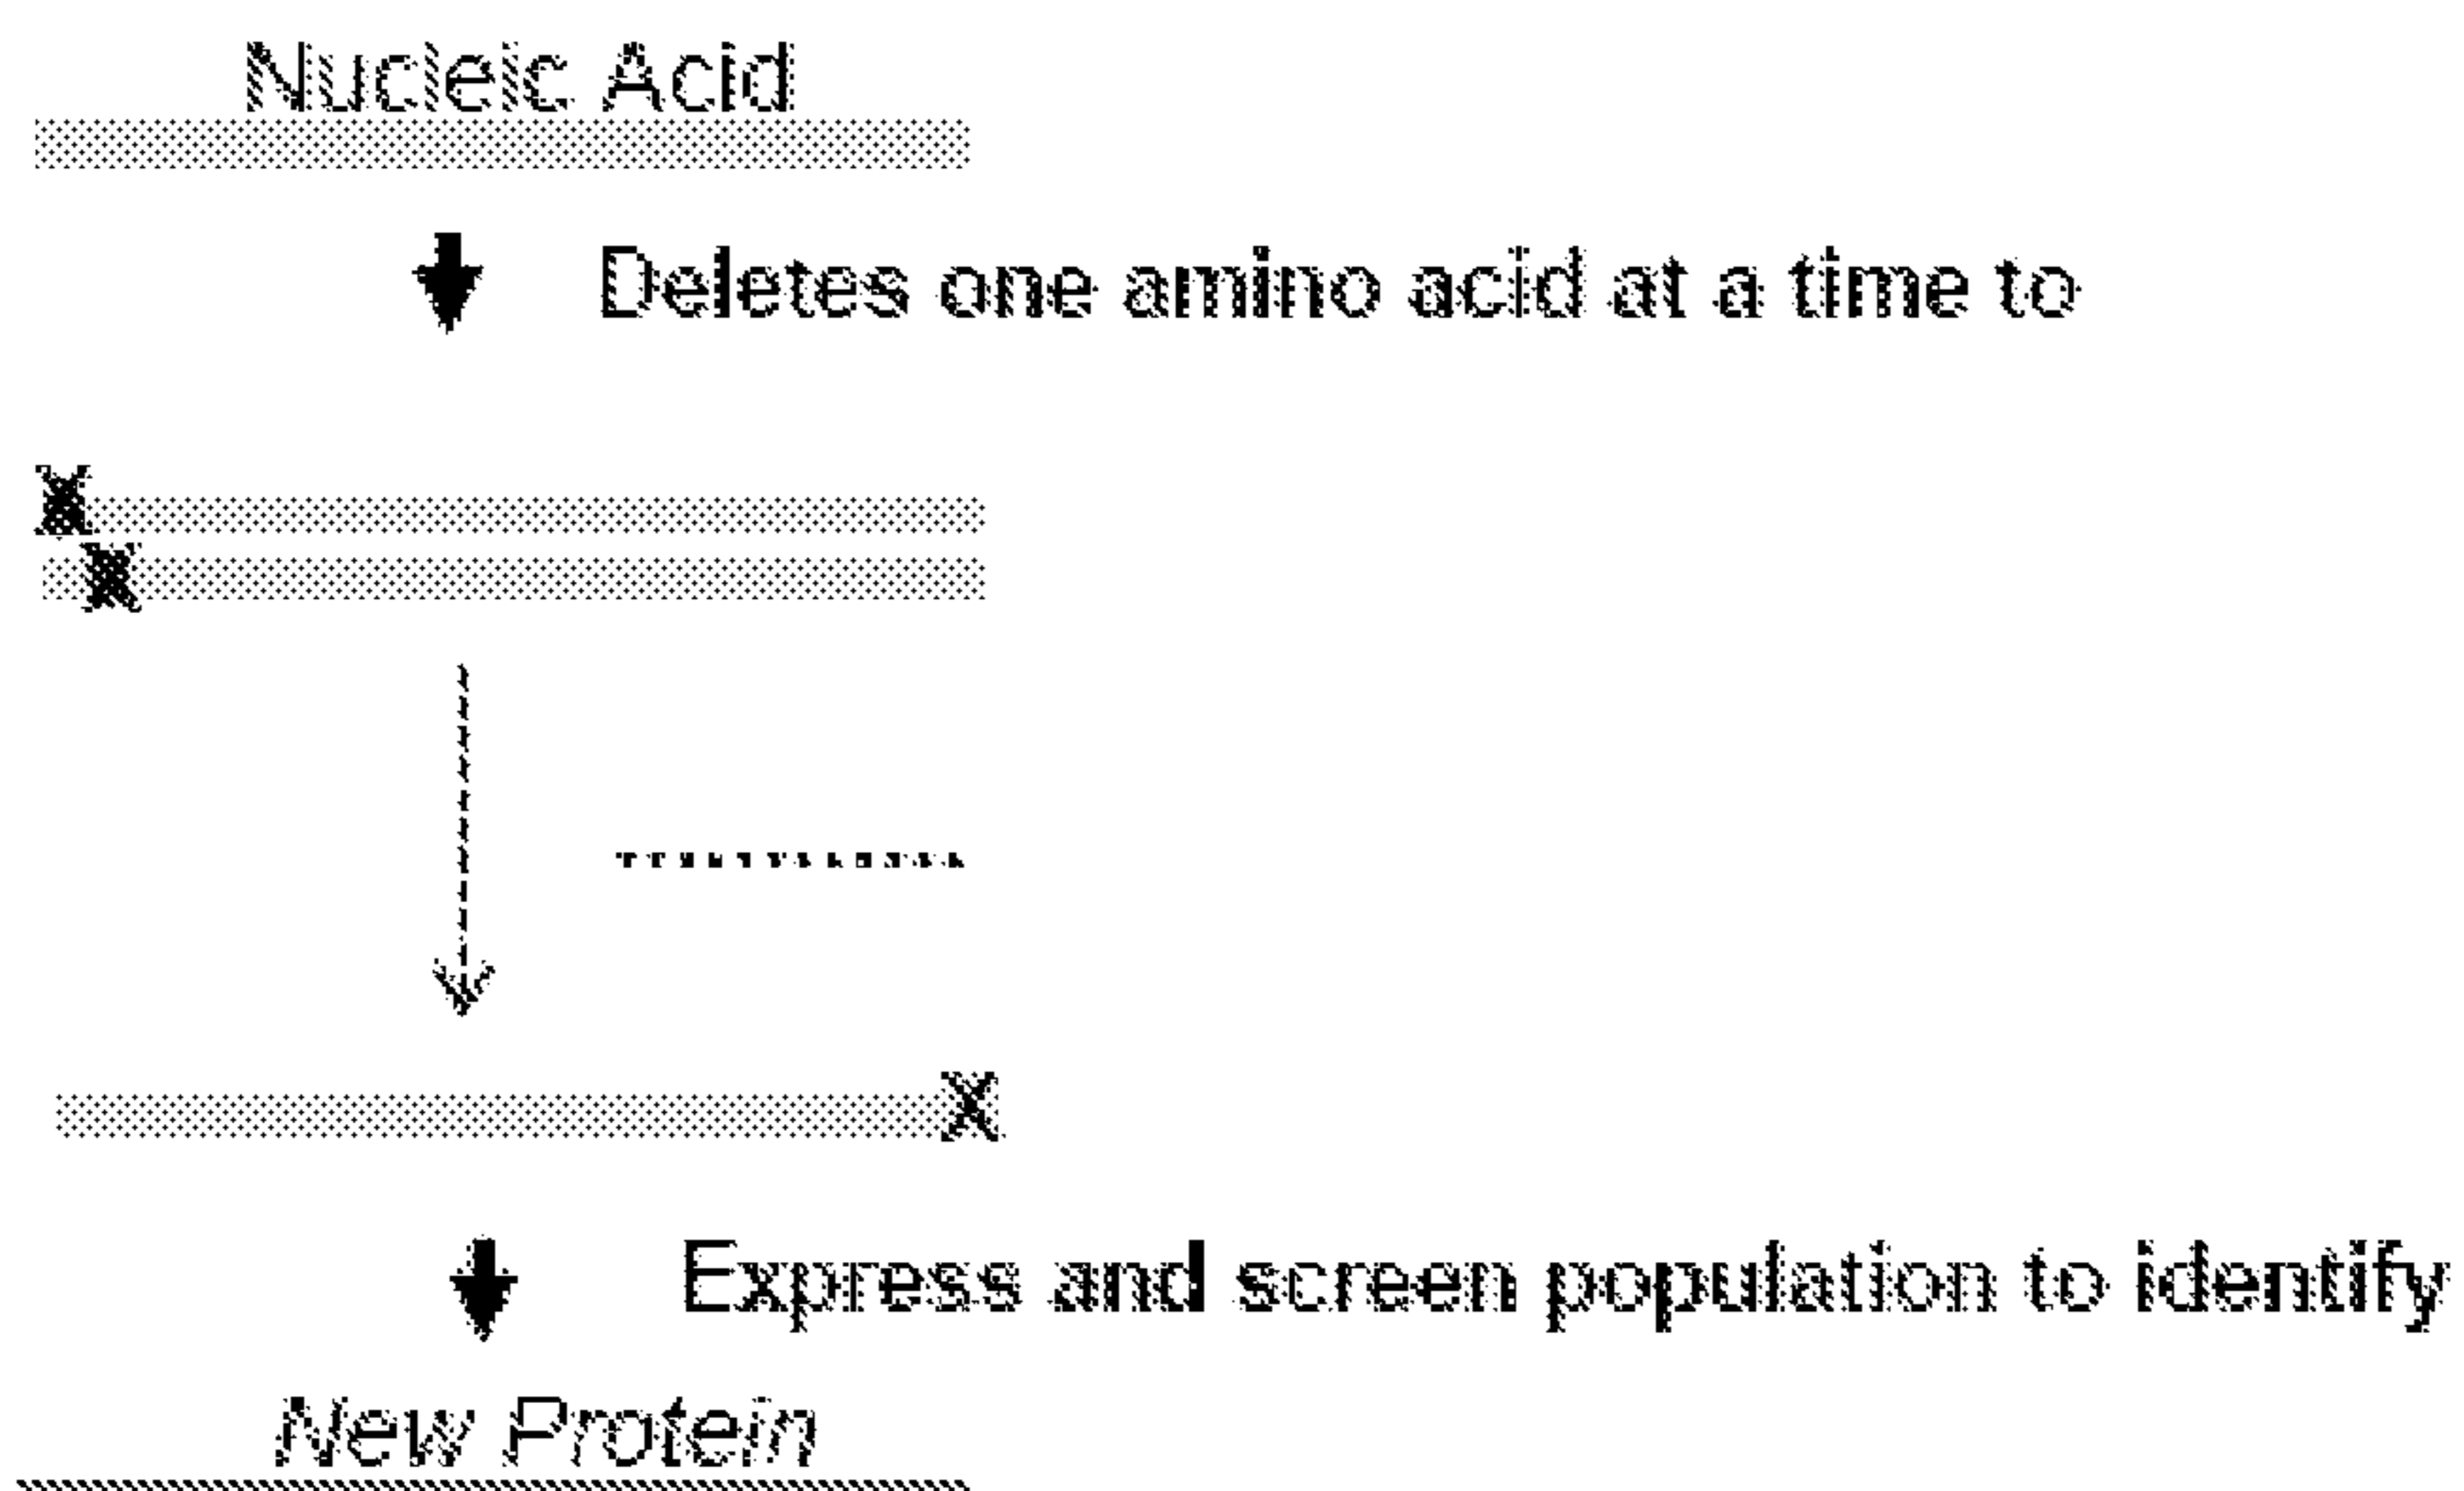 Nucleic Acid
Deletes one amino acid at a time to
X
X
X
Express and screen population to identify
New Protein